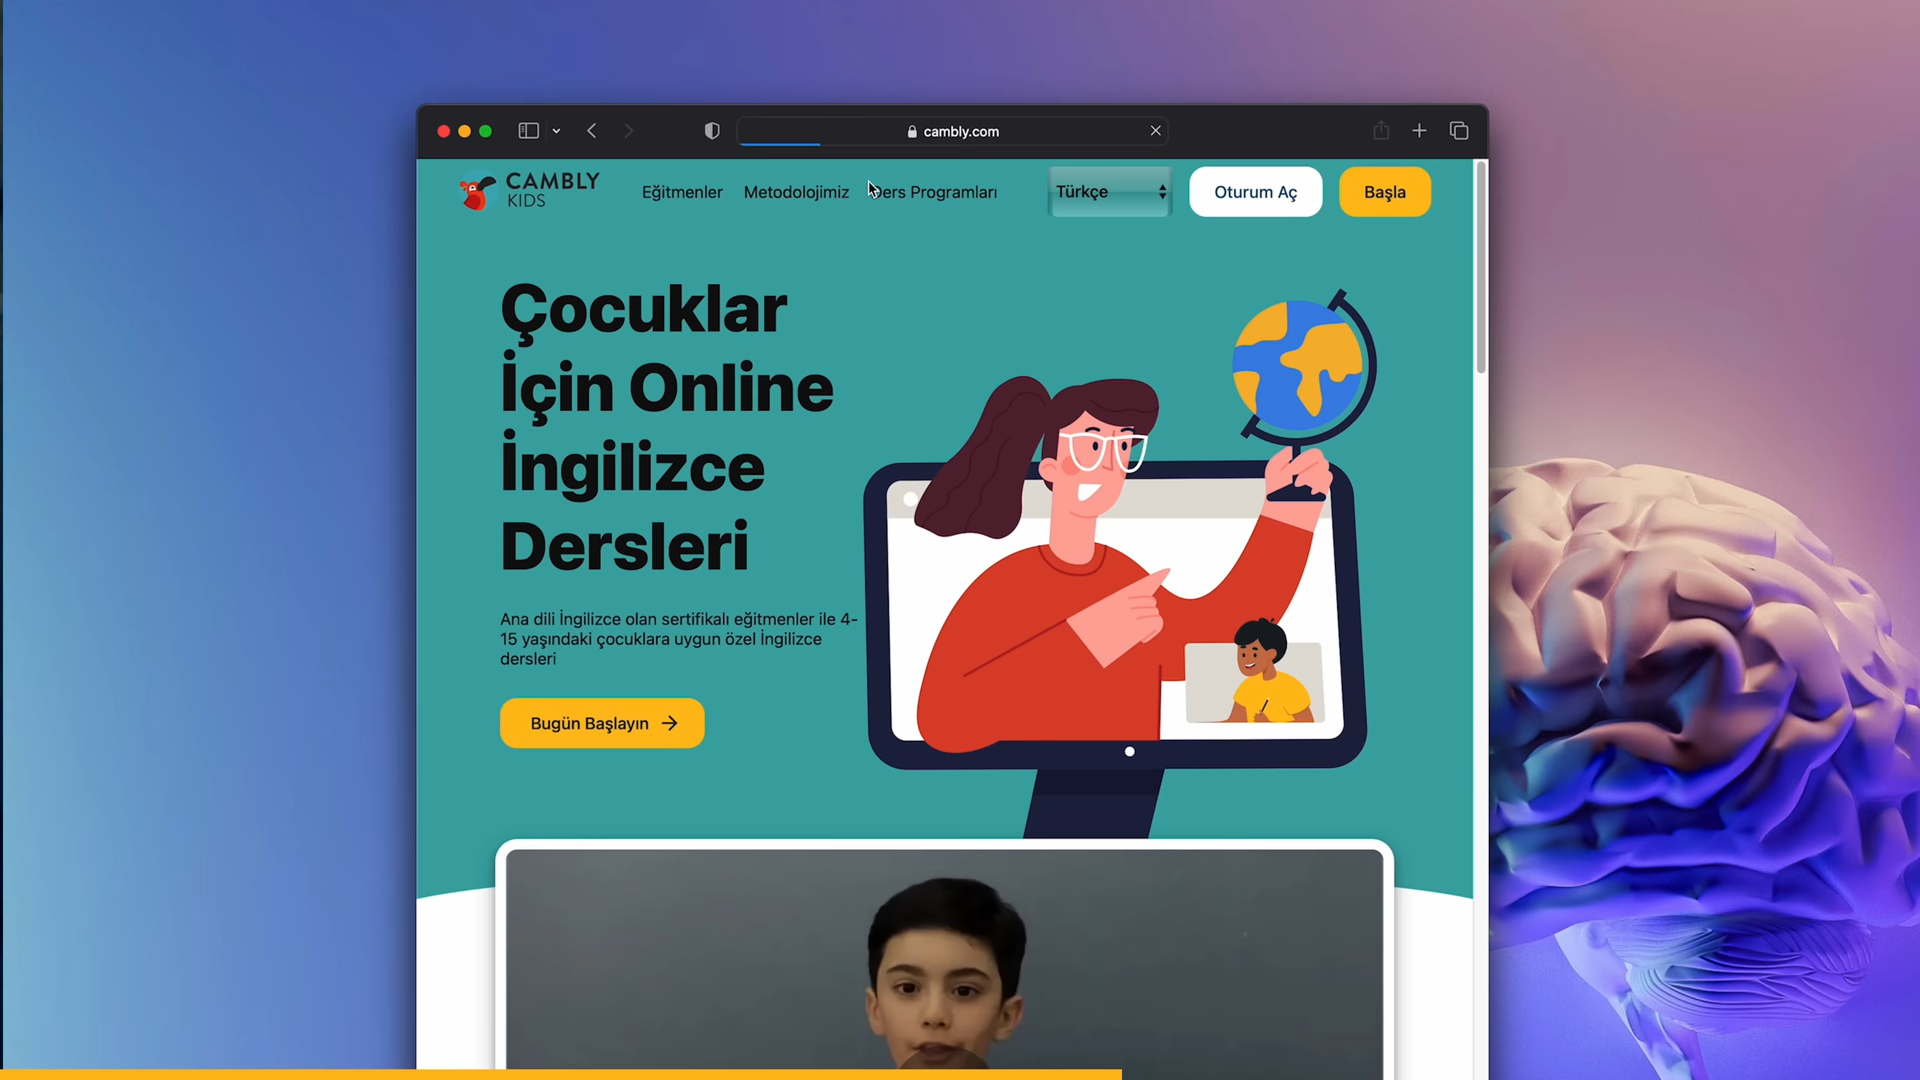 cambly.com
CAMBLY
KIDS
Eğitmenler
Metodolojimiz
Ders Programları
Türkçe
Oturum Aç
Başla
Çocuklar
İçin Online
İngilizce
Dersleri
Ana dili İngilizce olan sertifikalı eğitmenler ile 4-
15 yaşındaki çocuklara uygun özel İngilizce
dersleri
Bugün Başlayın